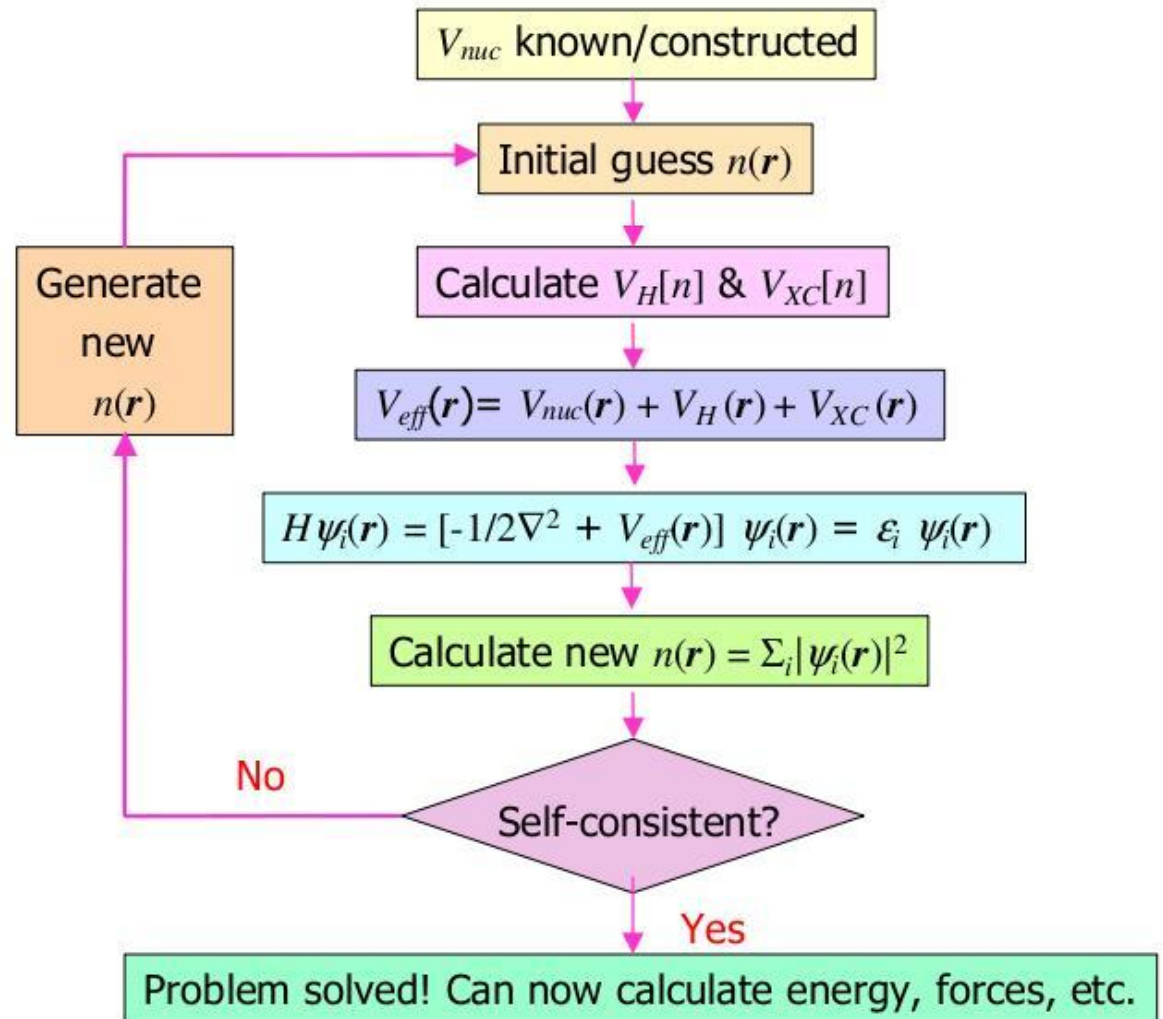 V_nuc known/constructed
Initial guess n(r)
Generate
new
n(r)
Calculate V_H[n] & V_XC[n]
V_eff(r)= V_nuc(r) + V_H(r) + V_XC(r)
Hψ_i(r) = [-1/2∇² + V_eff(r)] ψ_i(r) = ε_i ψ_i(r)
Calculate new n(r) = Σ_i|ψ_i(r)|²
No
Self-consistent?
Yes
Problem solved! Can now calculate energy, forces, etc.